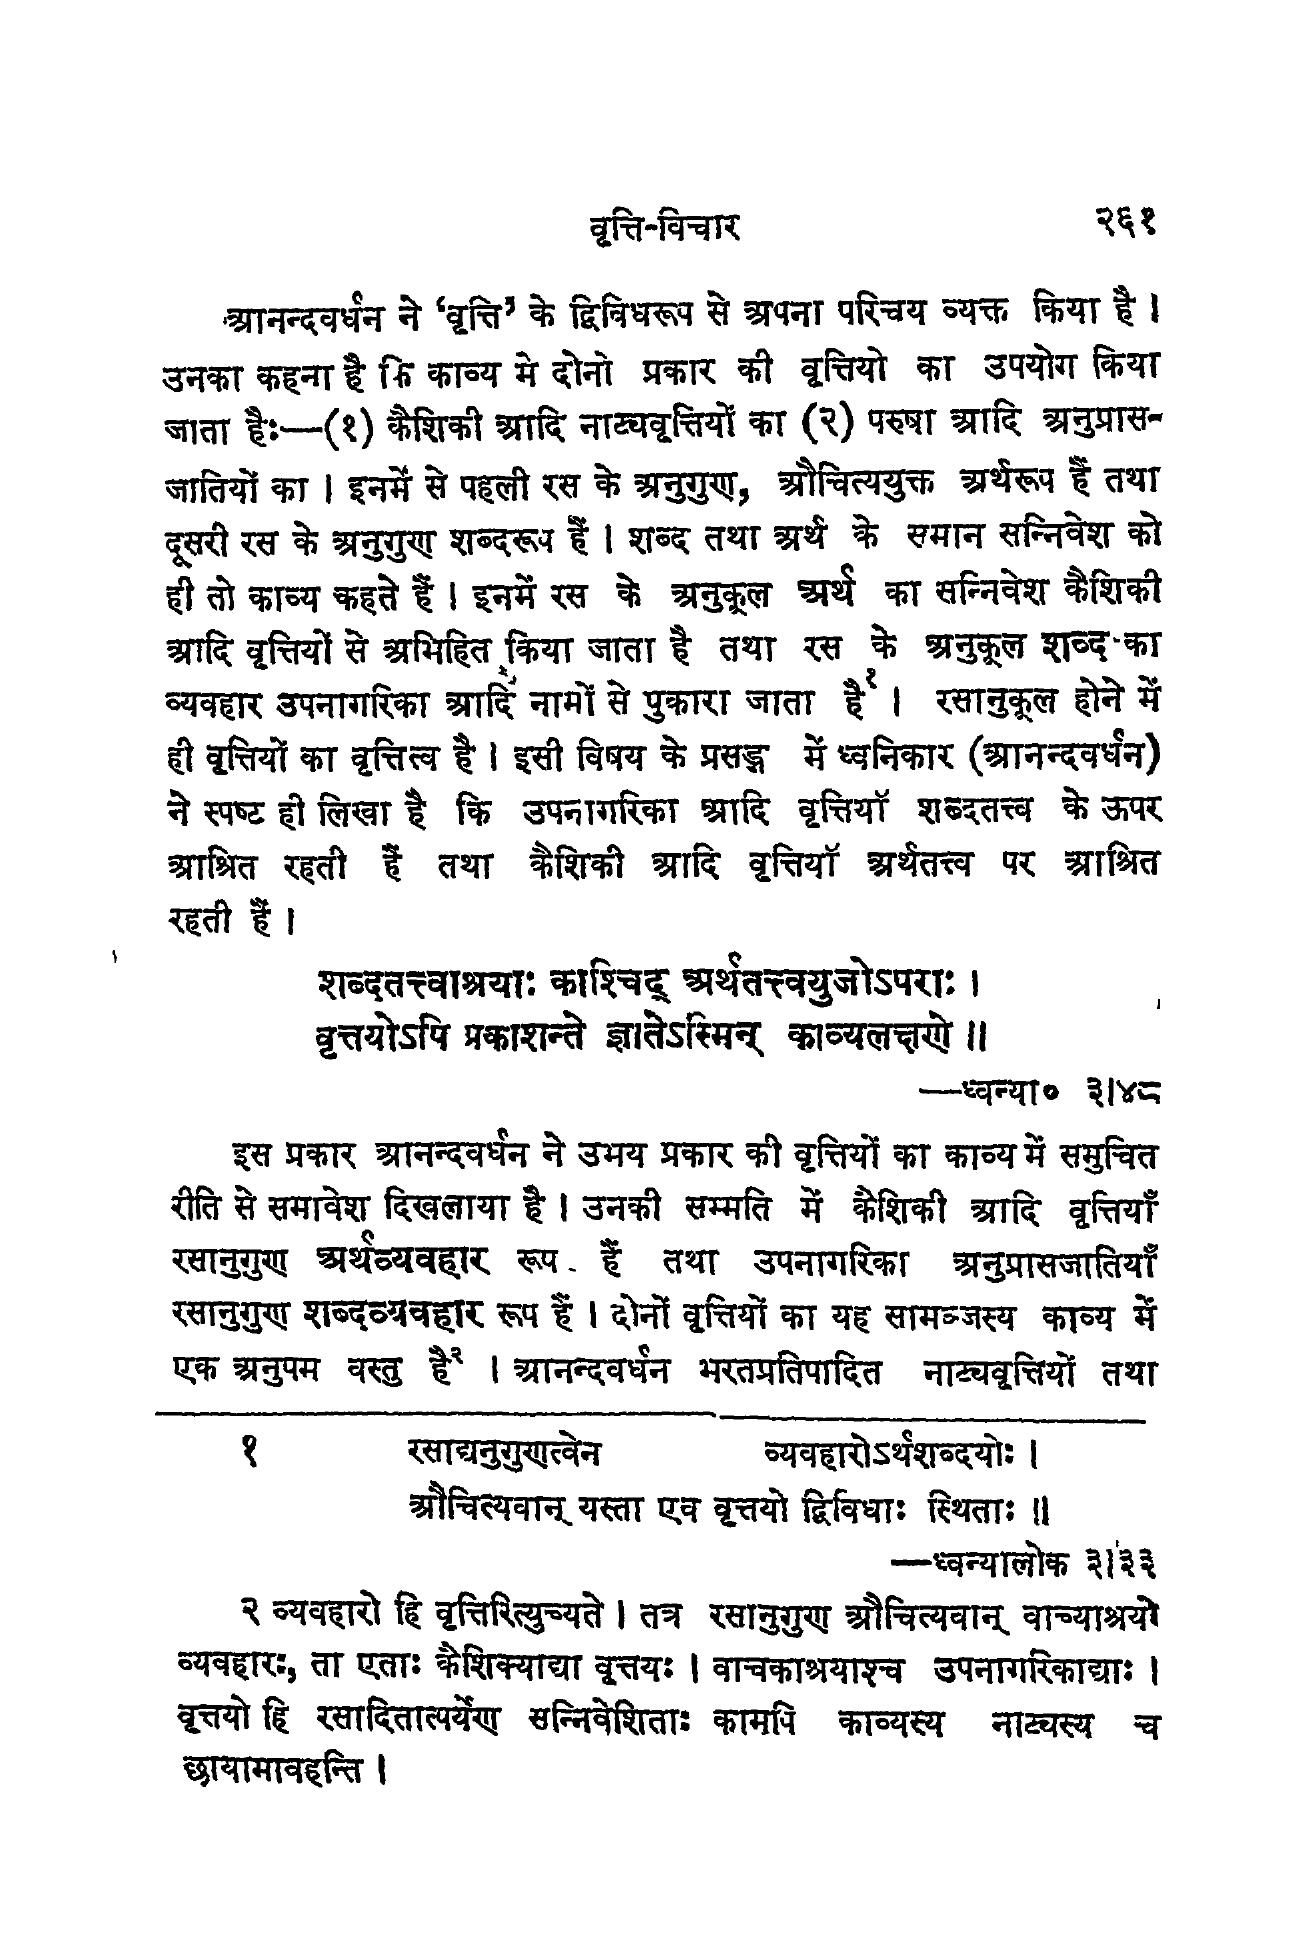 वृत्ति-विचार २६१
आनन्दवर्धन ने ‘वृत्ति’ के द्विविधरूप से अपना परिचय व्यक्त किया है ।
उनका कहना है कि काव्य मे दोनो प्रकार की वृत्तियो का उपयोग किया
जाता हैः—(१) कैशिकी आदि नाट्यवृत्तियों का (२) परुषा आदि अनुप्रास-
जातियों का । इनमें से पहली रस के अनुगुण, औचित्ययुक्त अर्थरूप हैं तथा
दूसरी रस के अनुगुण शब्दरूप हैं । शब्द तथा अर्थ के समान सन्निवेश को
ही तो काव्य कहते हैं । इनमें रस के अनुकूल अर्थ का सन्निवेश कैशिकी
आदि वृत्तियों से अभिहित किया जाता है तथा रस के अनुकूल शब्द का
व्यवहार उपनागरिका आदि नामों से पुकारा जाता है१ । रसानुकूल होने में
ही वृत्तियों का वृत्तित्व है । इसी विषय के प्रसङ्ग में ध्वनिकार (आनन्दवर्धन)
ने स्पष्ट ही लिखा है कि उपनागरिका आदि वृत्तियॉ शब्दतत्त्व के ऊपर
आश्रित रहती हैं तथा कैशिकी आदि वृत्तियॉ अर्थतत्त्व पर आश्रित
रहती हैं ।
शब्दतत्त्वाश्रयाः काश्चिद् अर्थतत्त्वयुजोऽपराः ।
वृत्तयोऽपि प्रकाशन्ते ज्ञातेऽस्मिन् काव्यलक्षणे ॥
—ध्वन्या० ३।४८
इस प्रकार आनन्दवर्धन ने उभय प्रकार की वृत्तियों का काव्य में समुचित
रीति से समावेश दिखलाया है । उनकी सम्मति में कैशिकी आदि वृत्तियाँ
रसानुगुण अर्थव्यवहार रूप हैं तथा उपनागरिका अनुप्रासजातियाँ
रसानुगुण शब्दव्यवहार रूप हैं । दोनों वृत्तियों का यह सामञ्जस्य काव्य में
एक अनुपम वस्तु है२ । आनन्दवर्धन भरतप्रतिपादित नाट्यवृत्तियों तथा
१ रसाद्यनुगुणत्वेन व्यवहारोऽर्थशब्दयोः ।
औचित्यवान् यस्ता एव वृत्तयो द्विविधाः स्थिताः ॥
—ध्वन्यालोक ३।३३
२ व्यवहारो हि वृत्तिरित्युच्यते । तत्र रसानुगुण औचित्यवान् वाच्याश्रयो
व्यवहारः, ता एताः कैशिक्याद्या वृत्तयः । वाचकाश्रयाश्च उपनागरिकाद्याः ।
वृत्तयो हि रसादितात्पर्येण सन्निवेशिताः कामपि काव्यस्य नाट्यस्य च
छायामावहन्ति ।